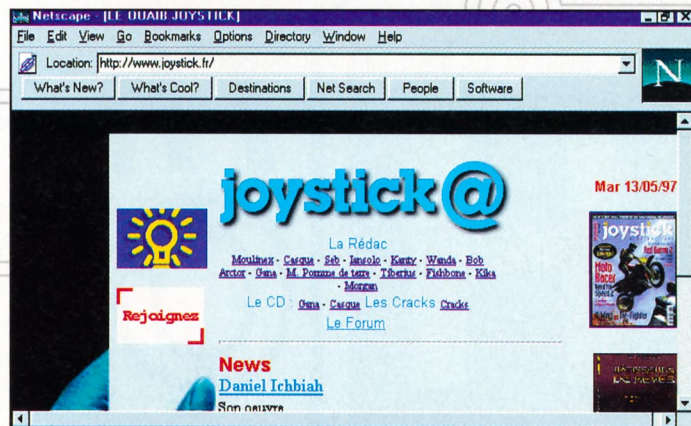 Netscape - [LE OUAIB JOYSTICK]
File Edit View Go Bookmarks Options Directory Window Help
Location: http://www.joystick.fr/
N
What's New? What's Cool? Destinations Net Search People Software
joystick@
Mar 13/05/97
La Rédac
Moulinex - Casque - Seb - Iansolo - Kanty - Wanda - Bob
Arctor - Gana - M. Pomme de terre - Tiberius - Fishbone - Kika
- Morgan
Le CD : Gana - Casque Les Cracks Cracks
Le Forum
Rejoignez
joystick
Moto
Racer
News
Daniel Ichbiah
Son oeuvre